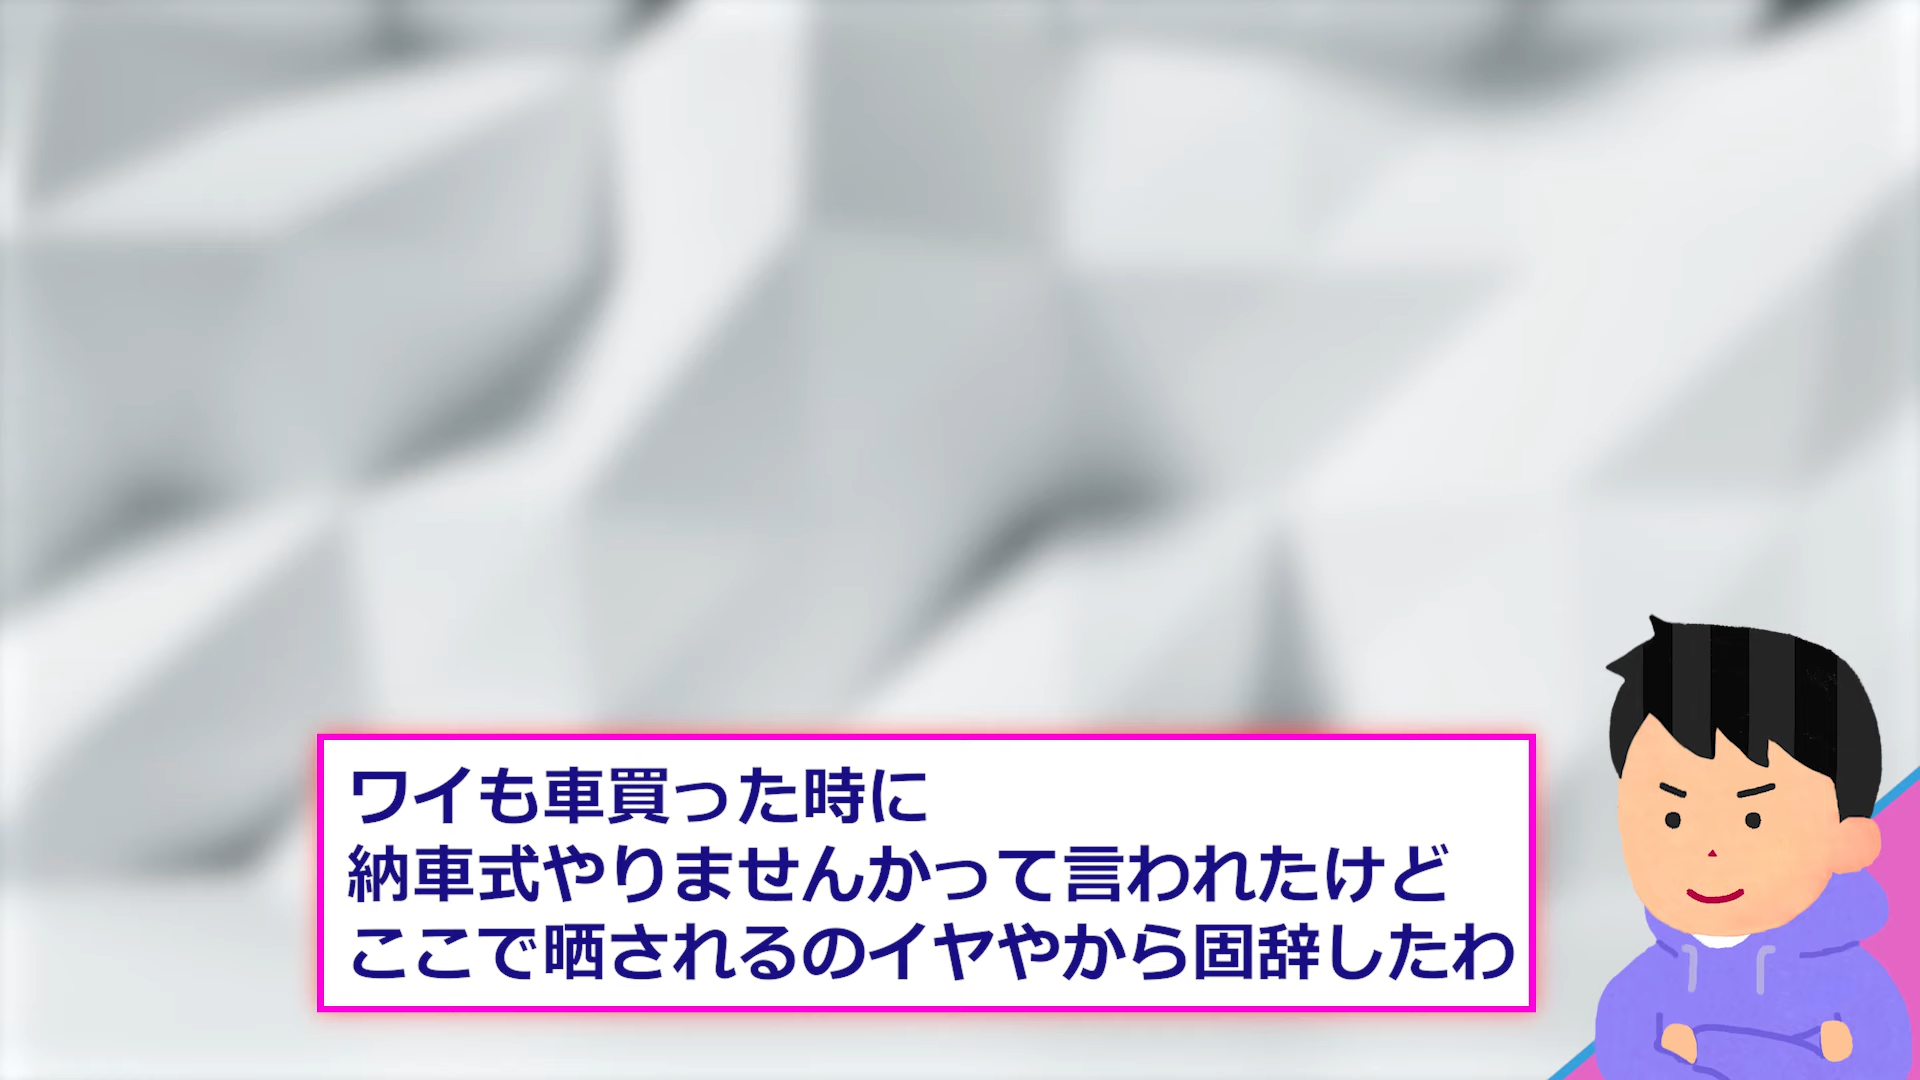 ワイも車買った時に
納車式やりませんかって言われたけど
ここで晒されるのイヤやから固辞したわ